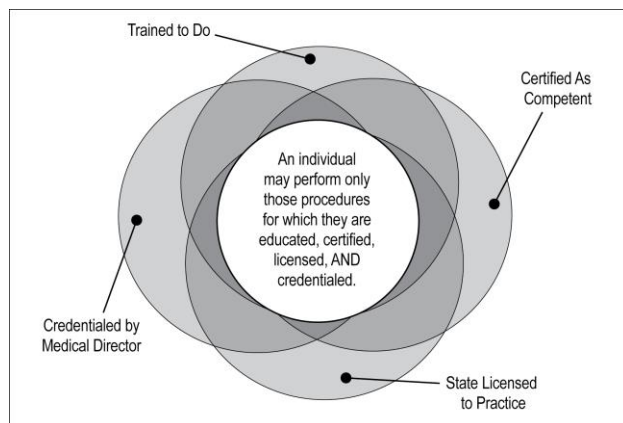 Trained to Do
Certified As
Competent
An individual
may perform only
those procedures
for which they are
educated, certified,
licensed, AND
credentialed.
Credentialed by
Medical Director
State Licensed
to Practice